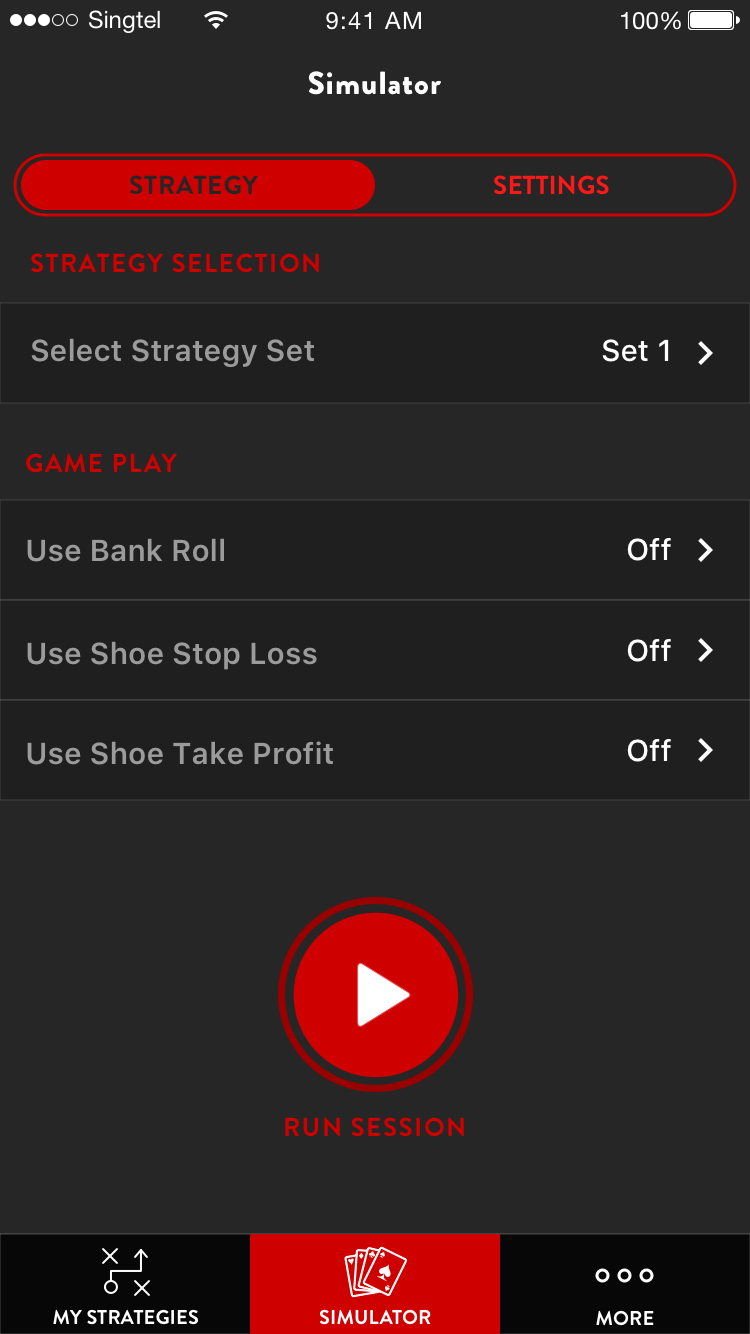 Singtel 9:41 AM 100%
Simulator
STRATEGY SETTINGS
STRATEGY SELECTION
Select Strategy Set Set 1
GAME PLAY
Use Bank Roll Off
Use Shoe Stop Loss Off
Use Shoe Take Profit Off
RUN SESSION
MY STRATEGIES SIMULATOR MORE